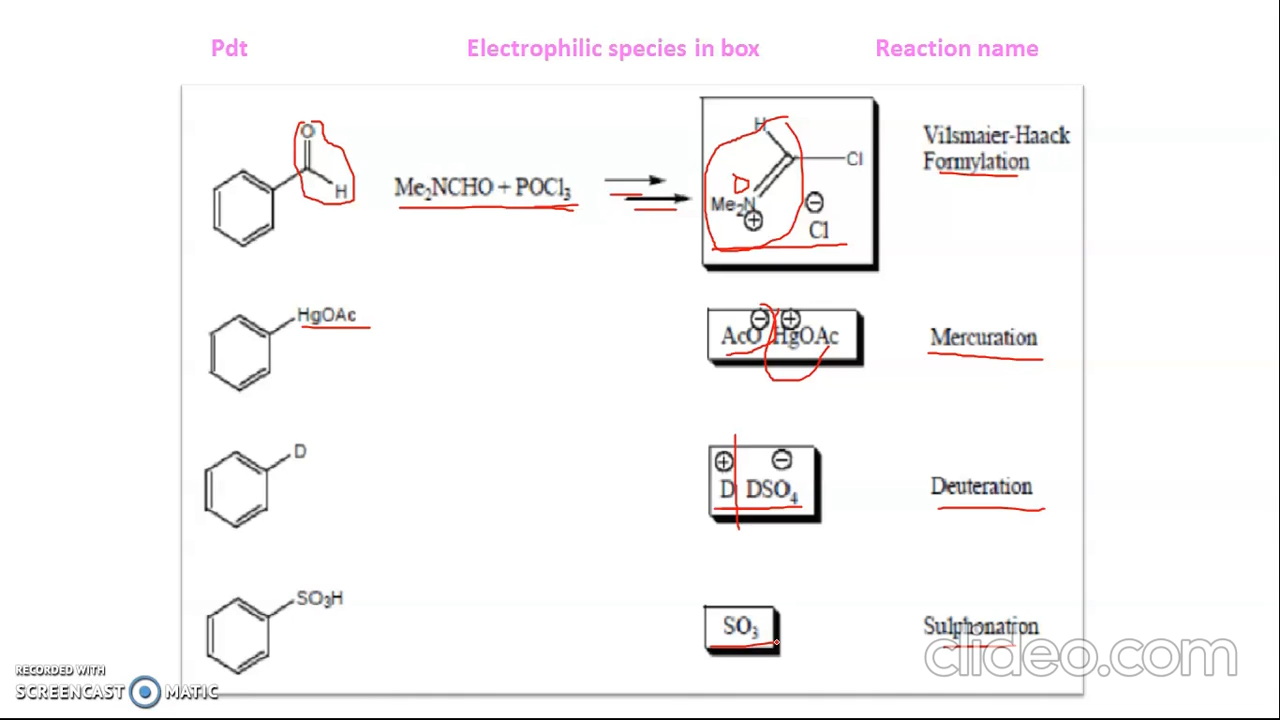 Pdt Electrophilic species in box Reaction name
O
H
Me₂NCHO + POCl₃
H
Cl
Me₂N
⊕
⊖
Cl
Vilsmaier-Haack
Formylation
HgOAc
⊖ ⊕
AcO HgOAc
Mercuration
D
⊕ ⊖
D DSO₄
Deuteration
SO₃H
SO₃
Sulphonation
clideo.com
RECORDED WITH
SCREENCAST MATIC